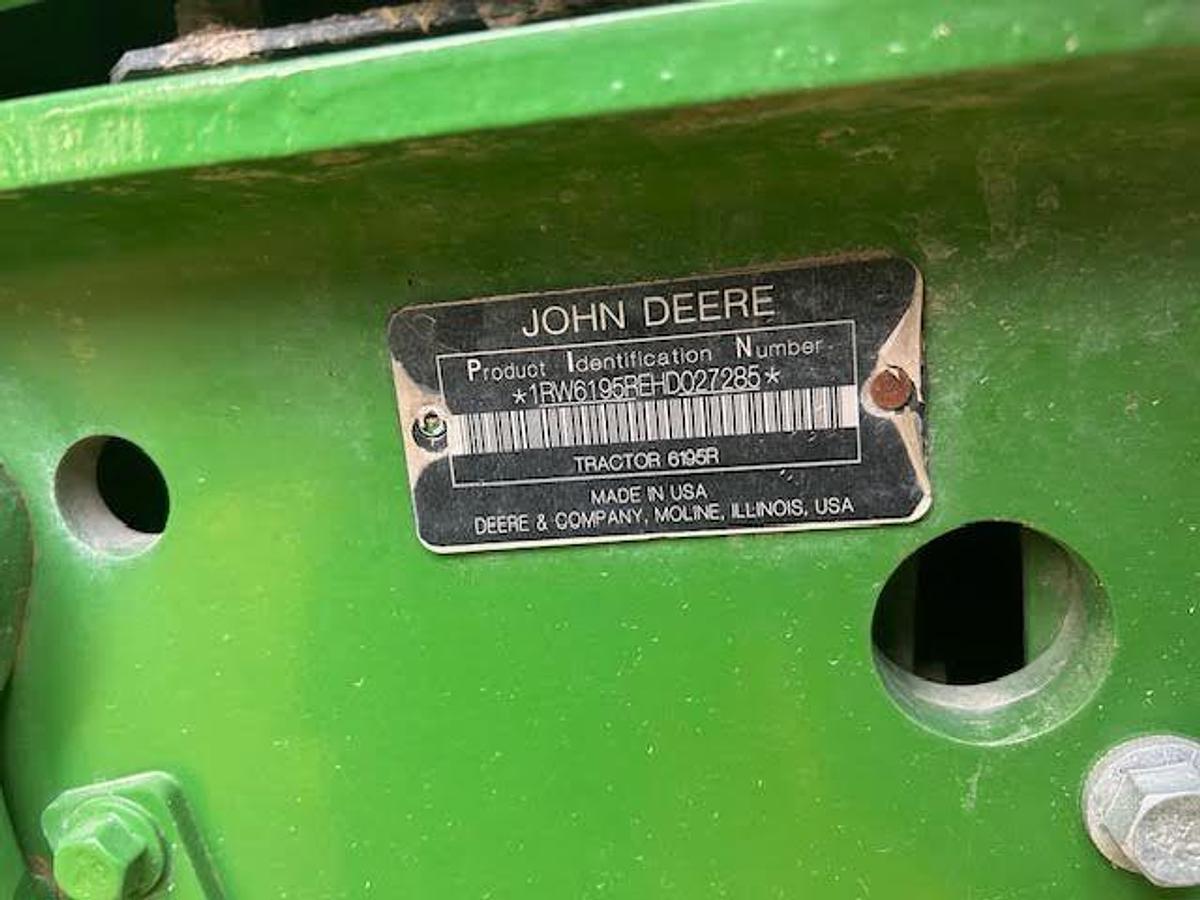 JOHN DEERE
Product Identification Number
*1RW6195REHD027285*
TRACTOR 6195R
MADE IN USA
DEERE & COMPANY, MOLINE, ILLINOIS, USA